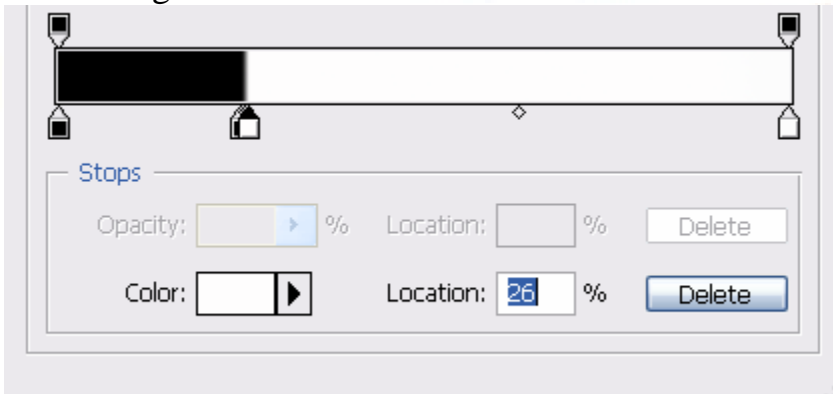 Stops
Opacity: % Location: % Delete
Color: Location: 26 % Delete